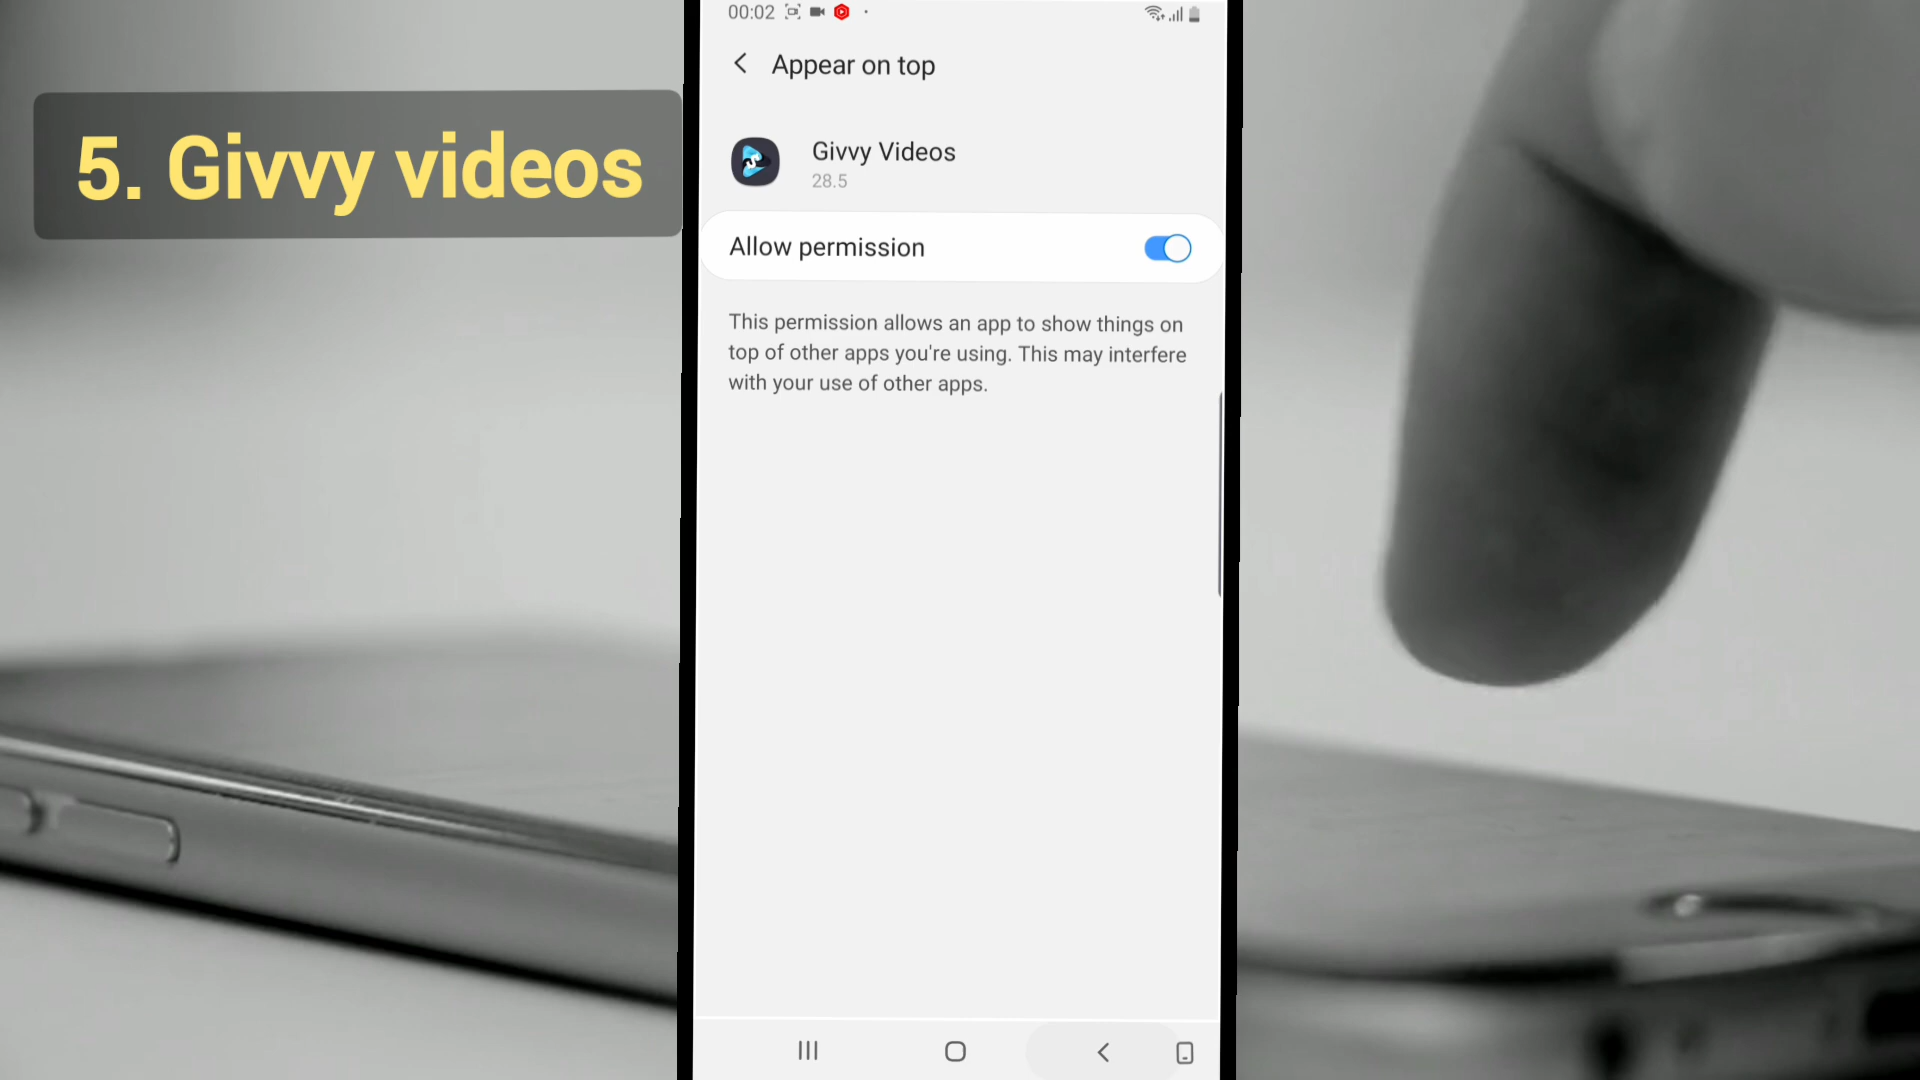 00:02
Appear on top
5. Givvy videos
Givvy Videos
28.5
Allow permission
This permission allows an app to show things on
top of other apps you're using. This may interfere
with your use of other apps.